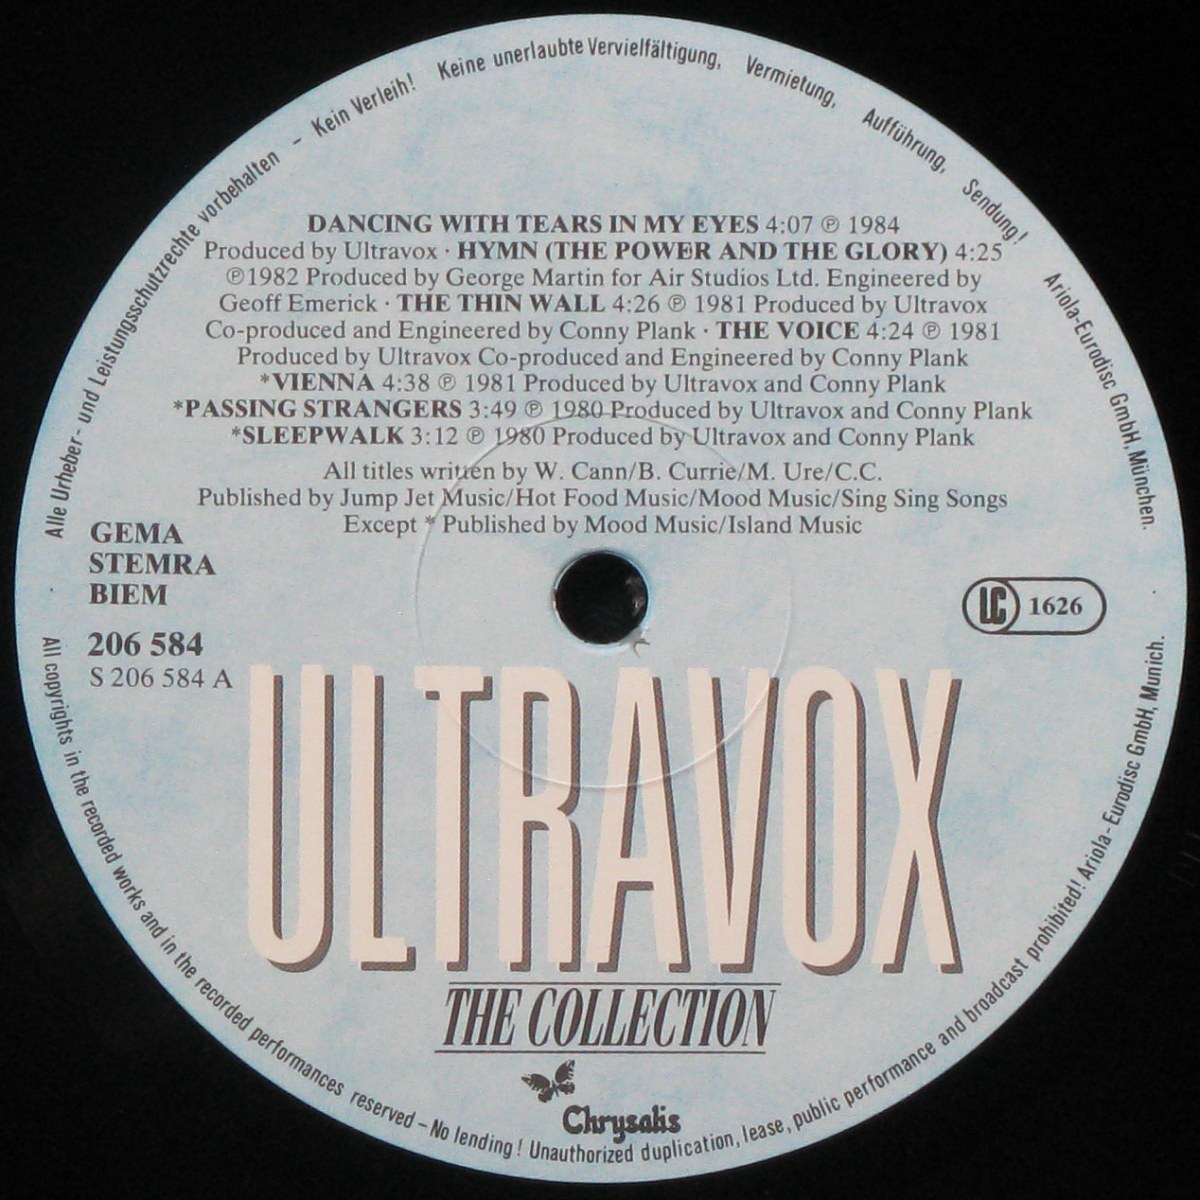 Alle Urheber- und Leistungsschutzrechte vorbehalten – Kein Verleih! Keine unerlaubte Vervielfältigung, Vermietung, Aufführung, Sendung! Ariola-Eurodisc GmbH, München.
DANCING WITH TEARS IN MY EYES 4:07 ℗ 1984
Produced by Ultravox · HYMN (THE POWER AND THE GLORY) 4:25
℗1982 Produced by George Martin for Air Studios Ltd. Engineered by
Geoff Emerick · THE THIN WALL 4:26 ℗ 1981 Produced by Ultravox
Co-produced and Engineered by Conny Plank · THE VOICE 4:24 ℗ 1981
Produced by Ultravox Co-produced and Engineered by Conny Plank
*VIENNA 4:38 ℗ 1981 Produced by Ultravox and Conny Plank
*PASSING STRANGERS 3:49 ℗ 1980 Produced by Ultravox and Conny Plank
*SLEEPWALK 3:12 ℗ 1980 Produced by Ultravox and Conny Plank
All titles written by W. Cann/B. Currie/M. Ure/C.C.
Published by Jump Jet Music/Hot Food Music/Mood Music/Sing Sing Songs
Except * Published by Mood Music/Island Music
GEMA
STEMRA
BIEM
LC 1626
206 584
S 206 584 A
ULTRAVOX
THE COLLECTION
Chrysalis
All copyrights in the recorded works and in the recorded performances reserved – No lending! Unauthorized duplication, lease, public performance and broadcast prohibited! Ariola-Eurodisc GmbH, Munich.